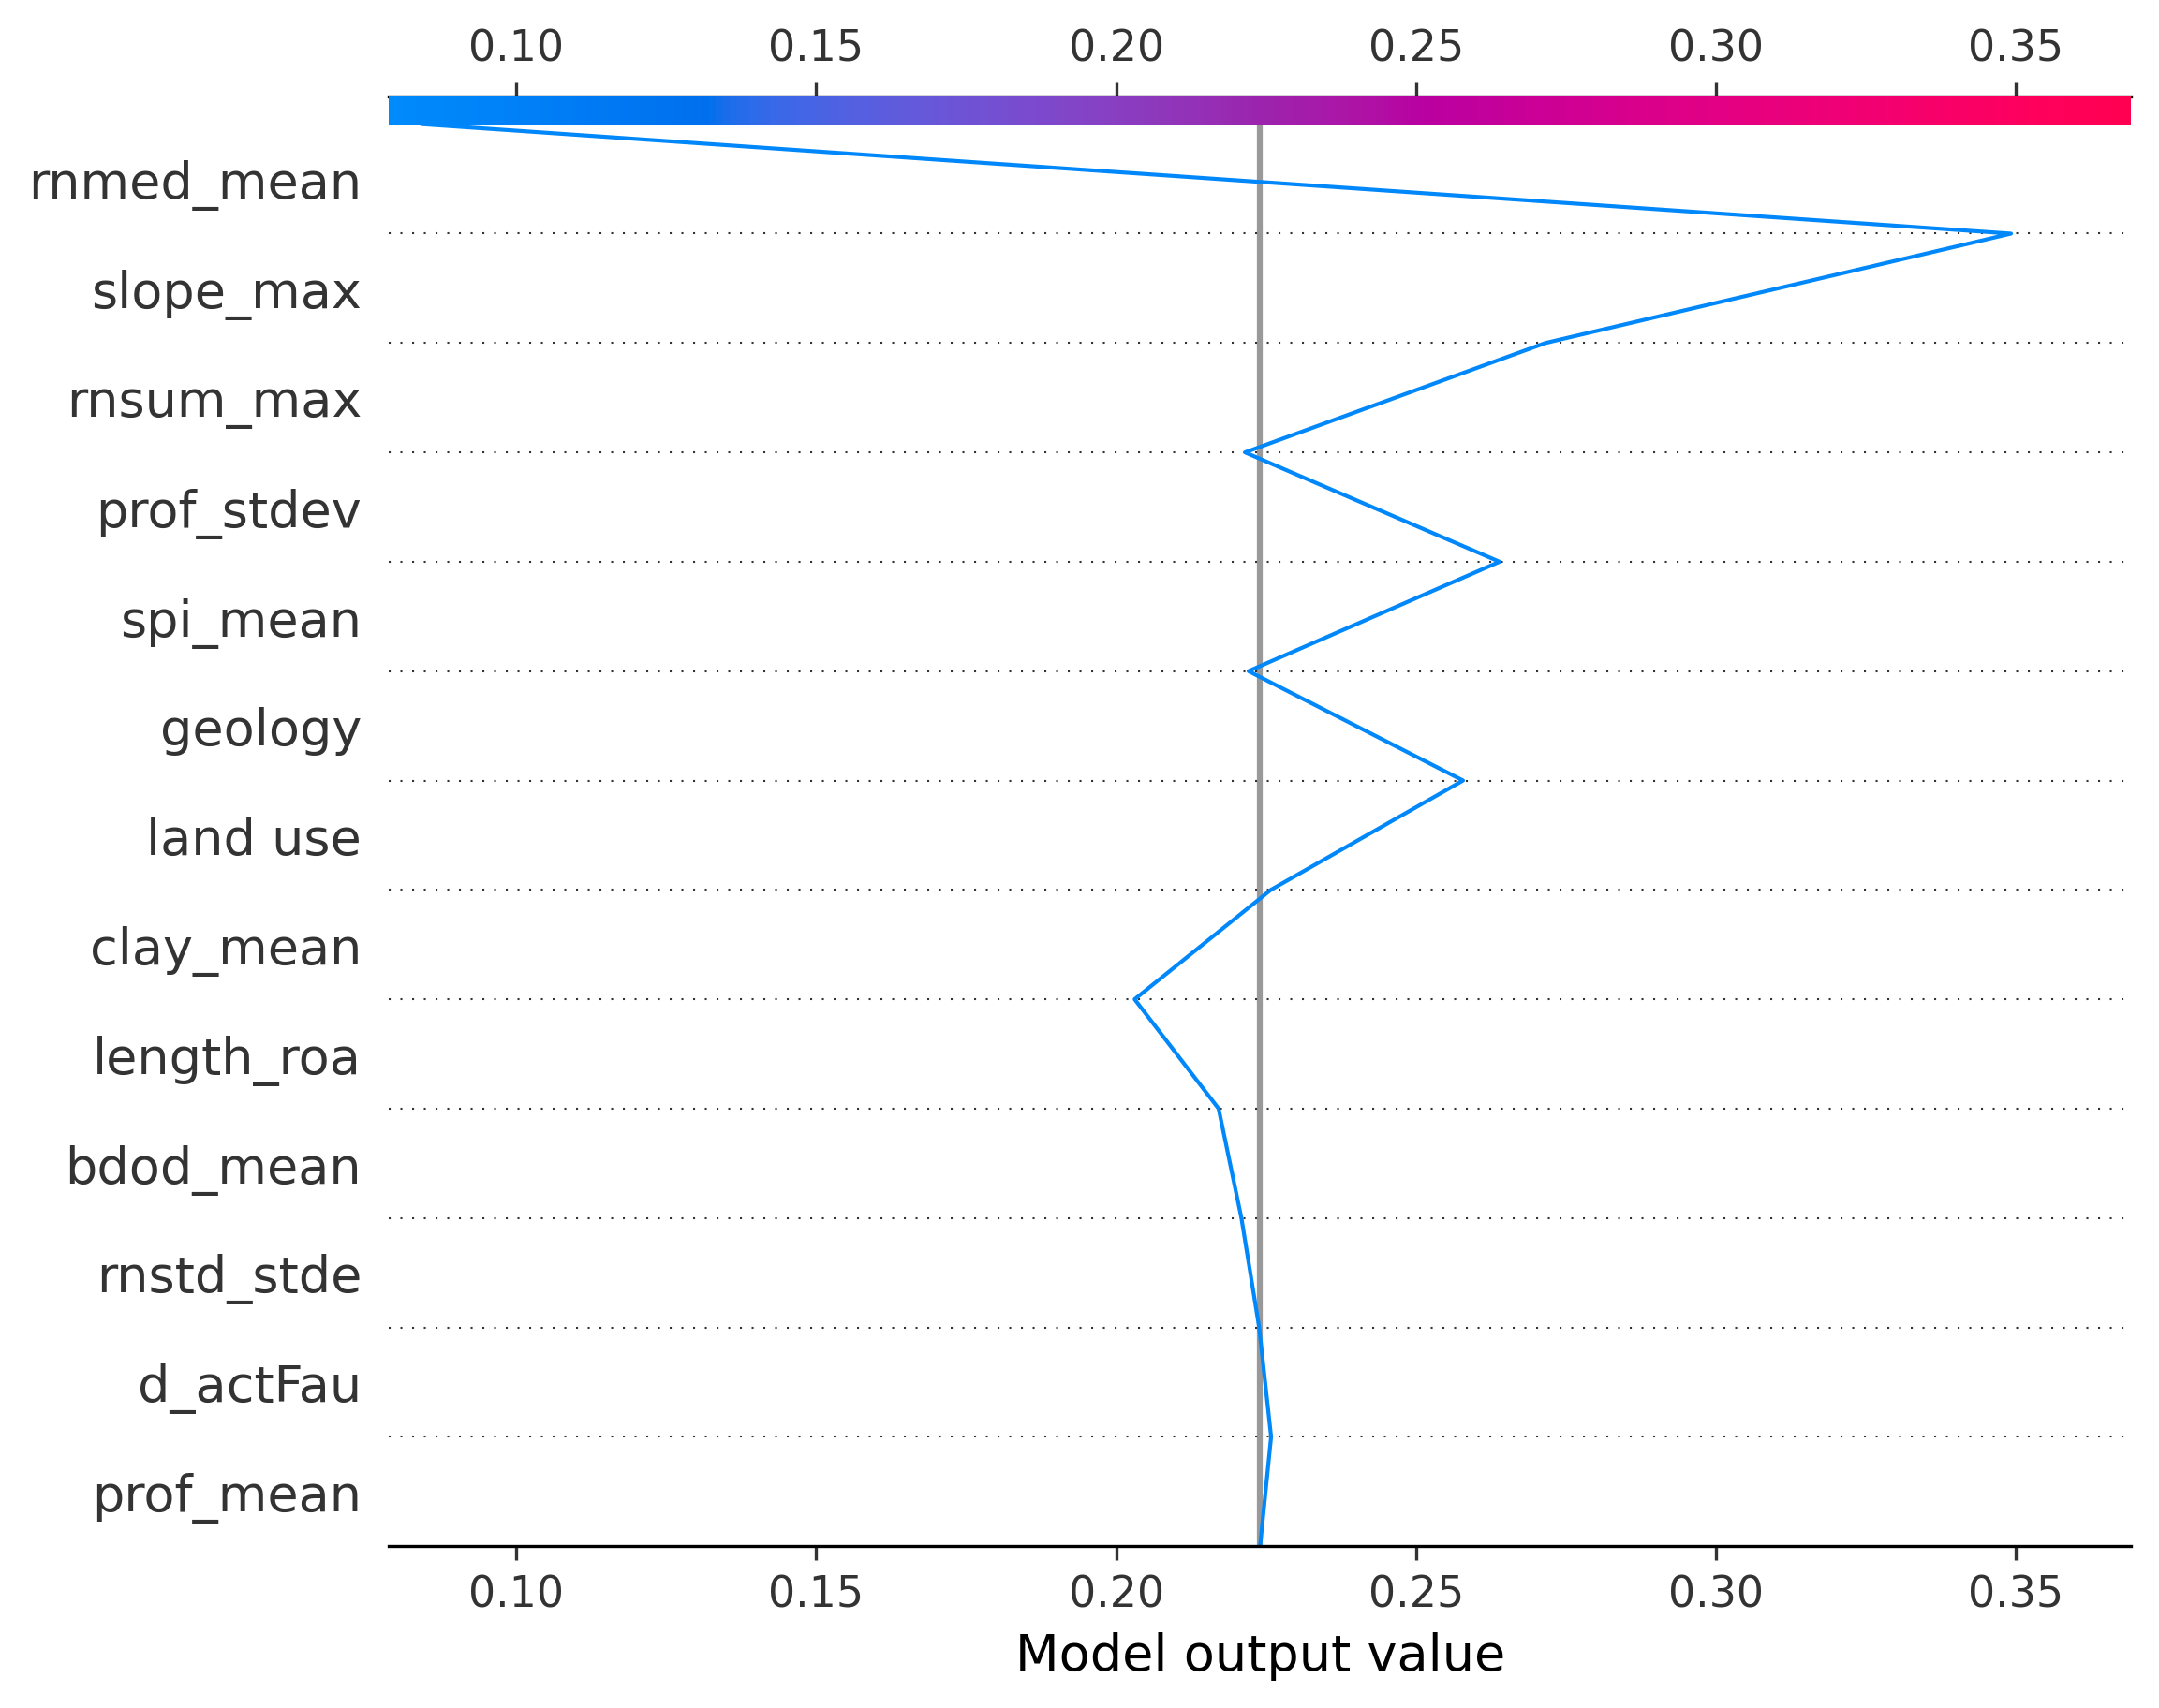 0.10 0.15 0.20 0.25 0.30 0.35
rnmed_mean
slope_max
rnsum_max
prof_stdev
spi_mean
geology
land use
clay_mean
length_roa
bdod_mean
rnstd_stde
d_actFau
prof_mean
0.10 0.15 0.20 0.25 0.30 0.35
Model output value